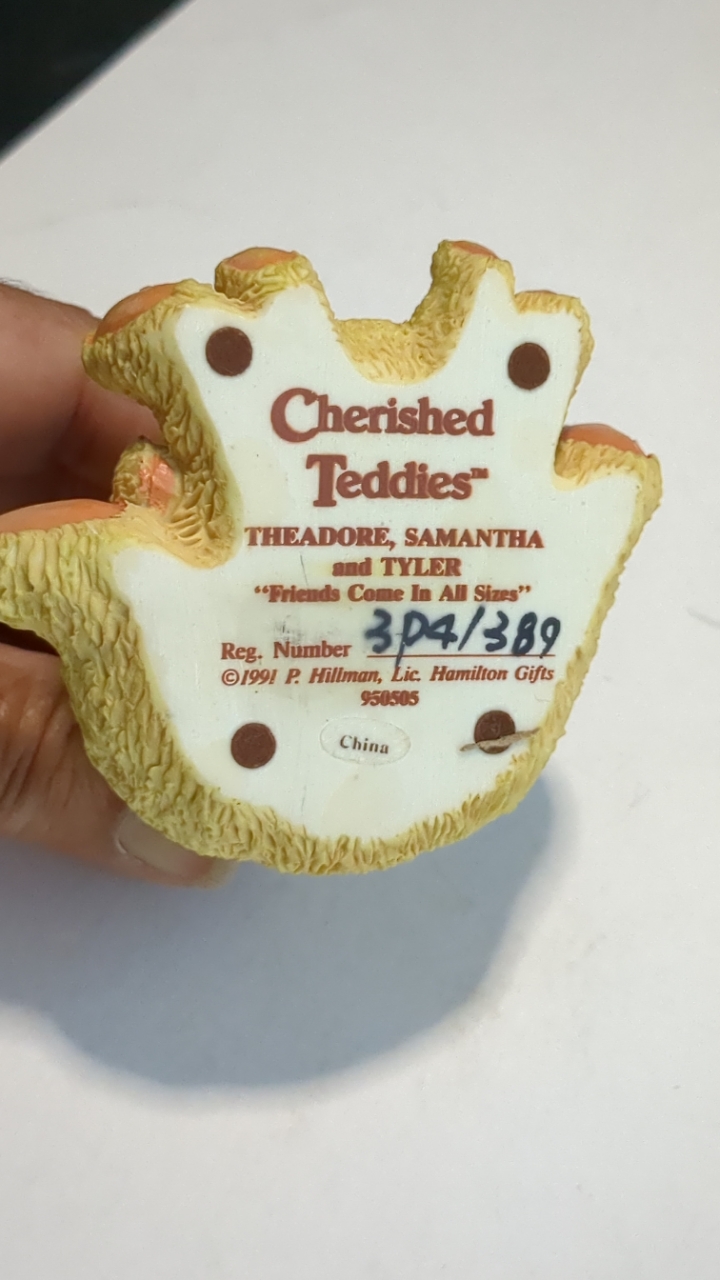 Cherished
Teddies™
THEADORE, SAMANTHA
and TYLER
“Friends Come In All Sizes”
Reg. Number 3P4/389
©1991 P. Hillman, Lic. Hamilton Gifts
950505
China